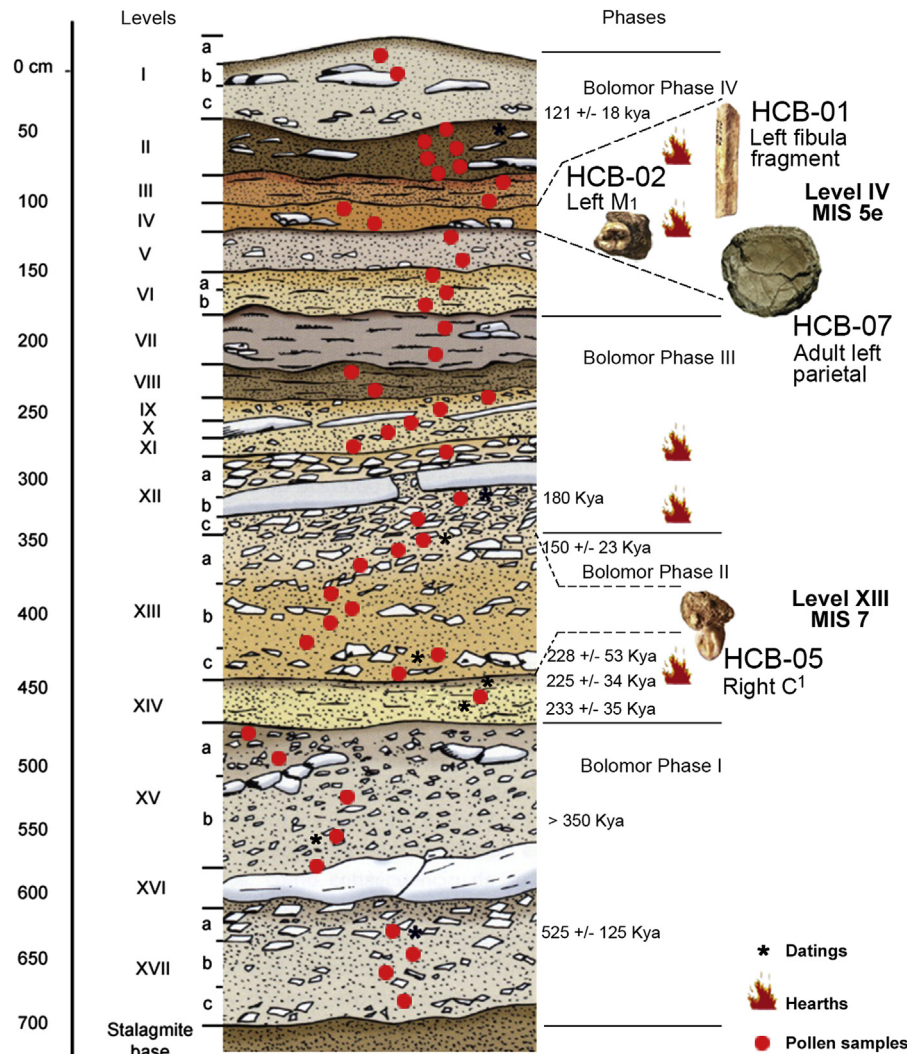 Levels
Phases
0 cm
50
100
150
200
250
300
350
400
450
500
550
600
650
700
I
II
III
IV
V
VI
VII
VIII
IX
X
XI
XII
XIII
XIV
XV
XVI
XVII
Stalagmite
base
a
b
c
a
b
a
b
c
a
b
c
a
b
a
b
c
Bolomor Phase IV
121 +/- 18 kya
HCB-01
Left fibula
fragment
HCB-02
Left M1
Level IV
MIS 5e
HCB-07
Adult left
parietal
Bolomor Phase III
180 Kya
150 +/- 23 Kya
Bolomor Phase II
Level XIII
MIS 7
228 +/- 53 Kya
HCB-05
225 +/- 34 Kya
Right C1
233 +/- 35 Kya
Bolomor Phase I
> 350 Kya
525 +/- 125 Kya
* Datings
Hearths
Pollen samples